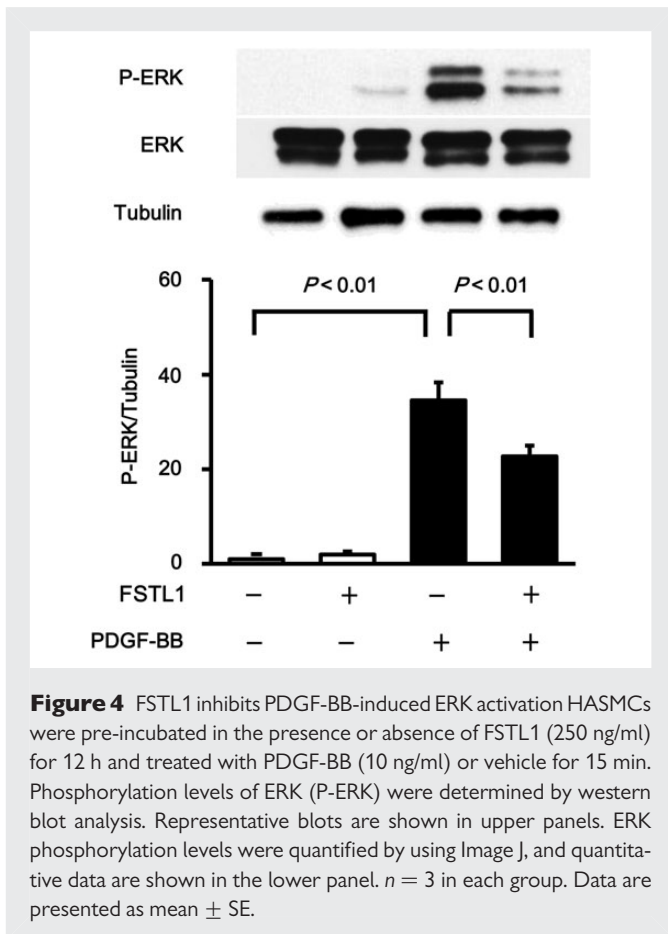 P-ERK
ERK
Tubulin
60
P< 0.01
P< 0.01
40
P-ERK/Tubulin
20
0
FSTL1 − + − +
PDGF-BB − − + +
Figure 4 FSTL1 inhibits PDGF-BB-induced ERK activation HASMCs
were pre-incubated in the presence or absence of FSTL1 (250 ng/ml)
for 12 h and treated with PDGF-BB (10 ng/ml) or vehicle for 15 min.
Phosphorylation levels of ERK (P-ERK) were determined by western
blot analysis. Representative blots are shown in upper panels. ERK
phosphorylation levels were quantified by using Image J, and quantita-
tive data are shown in the lower panel. n = 3 in each group. Data are
presented as mean ± SE.